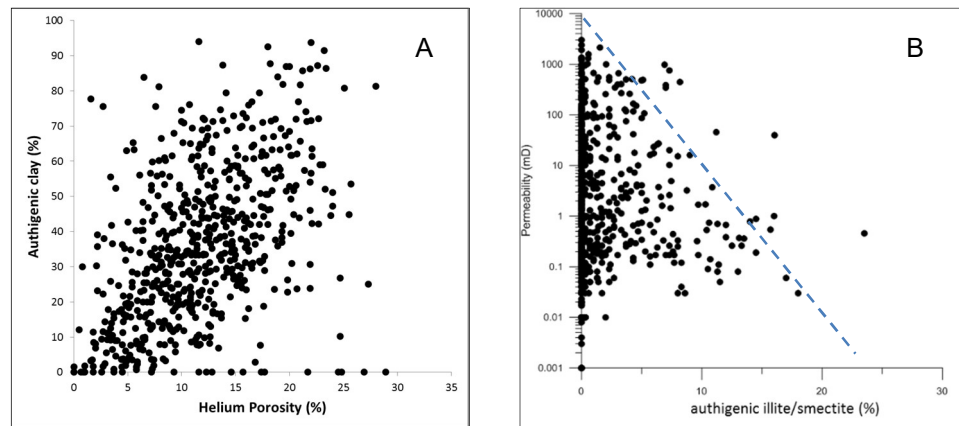 A
100
90
80
70
60
50
40
30
20
10
0
Authigenic clay (%)
0 5 10 15 20 25 30 35
Helium Porosity (%)
B
10000
1000
100
10
1
0.1
0.01
0.001
Permeability (mD)
0 10 20 30
authigenic illite/smectite (%)